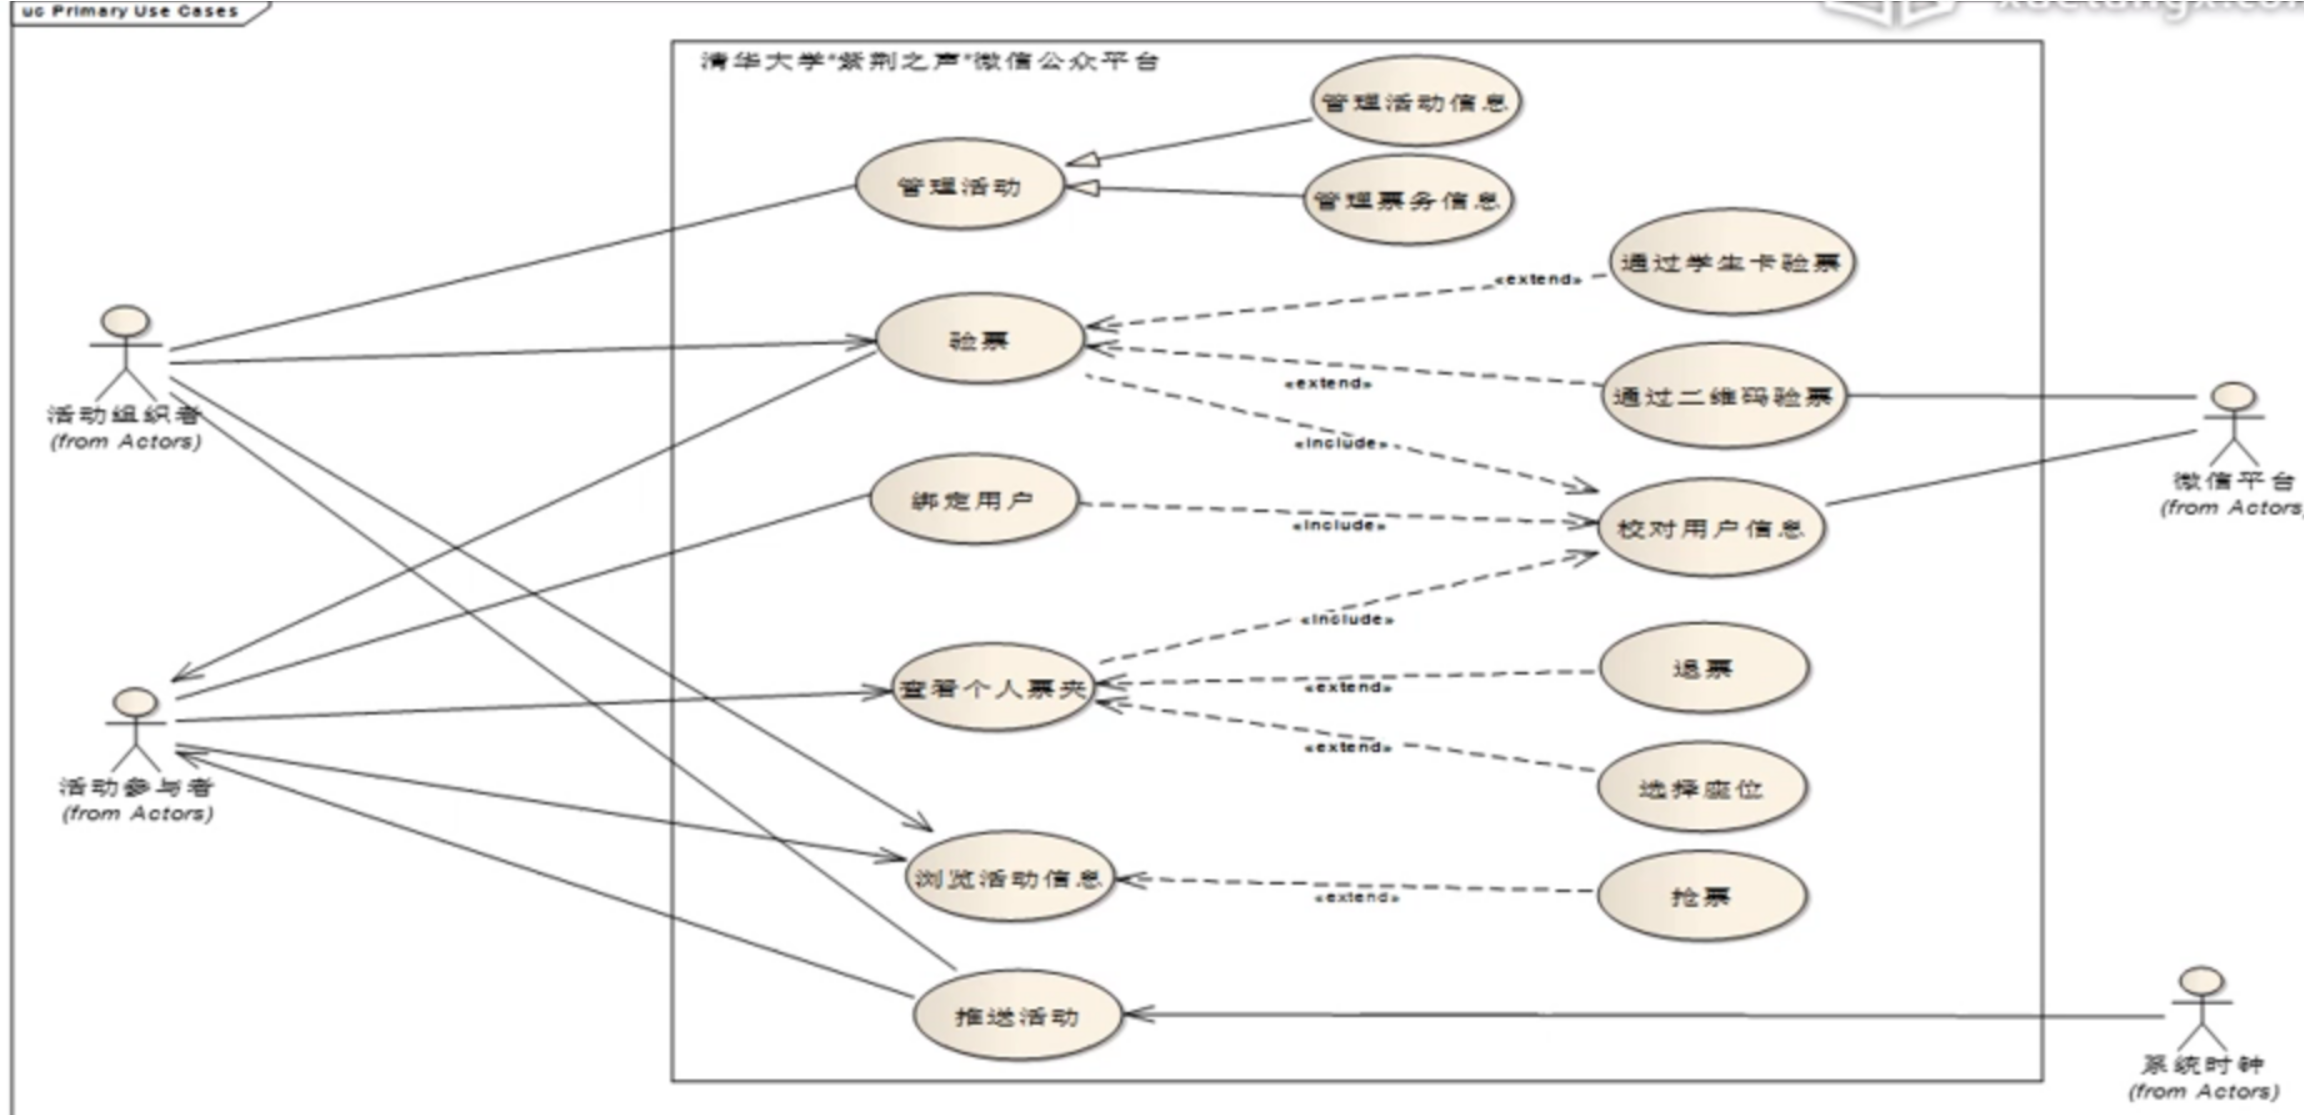 uc Primary Use Cases
清华大学"紫荆之声"微信公众平台
管理活动信息
管理活动
管理票务信息
通过学生卡验票
«extend»
验票
«extend»
通过二维码验票
活动组织者
(from Actors)
«include»
微信平台
(from Actors)
绑定用户
«include»
校对用户信息
«include»
查看个人票夹
退票
«extend»
«extend»
选择座位
活动参与者
(from Actors)
浏览活动信息
«extend»
抢票
推送活动
系统时钟
(from Actors)